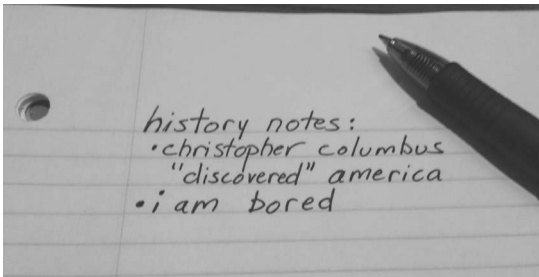 history notes:
• christopher columbus
"discovered" america
• i am bored